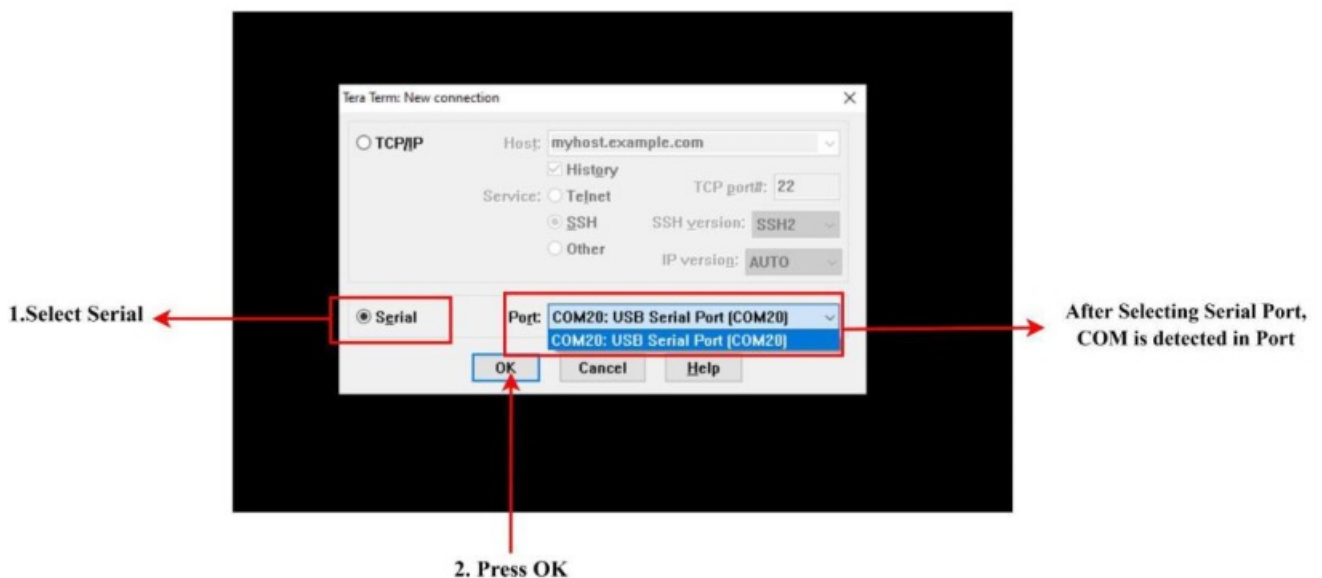 Tera Term: New connection
TCP/IP
Host: myhost.example.com
History
Service: Telnet
TCP port#: 22
SSH
SSH version: SSH2
Other
IP version: AUTO
1.Select Serial
Serial
Port: COM20: USB Serial Port (COM20)
COM20: USB Serial Port (COM20)
After Selecting Serial Port,
COM is detected in Port
OK Cancel Help
2. Press OK